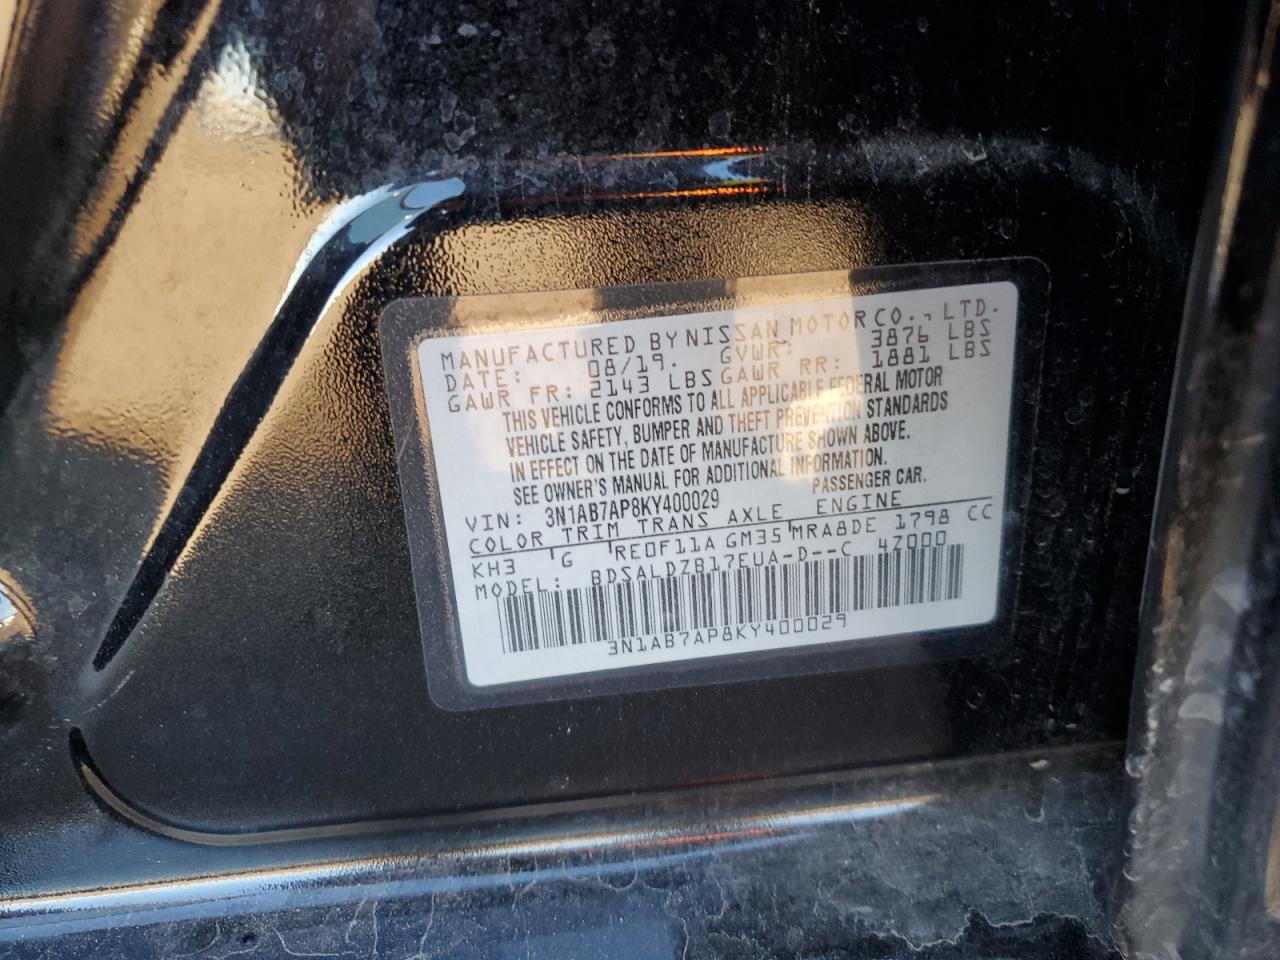 MANUFACTURED BY NISSAN MOTOR CO., LTD.
DATE: 08/19. GVWR: 3876 LBS
GAWR FR: 2143 LBS GAWR RR: 1881 LBS
THIS VEHICLE CONFORMS TO ALL APPLICABLE FEDERAL MOTOR
VEHICLE SAFETY, BUMPER AND THEFT PREVENTION STANDARDS
IN EFFECT ON THE DATE OF MANUFACTURE SHOWN ABOVE.
SEE OWNER'S MANUAL FOR ADDITIONAL INFORMATION.
VIN: 3N1AB7AP8KY400029 PASSENGER CAR.
COLOR TRIM TRANS AXLE ENGINE
KH3 G RE0F11A GM35 MRA8DE 1798 CC
MODEL: BDSALDZB17EUA-D--C 4Z000
3N1AB7AP8KY400029